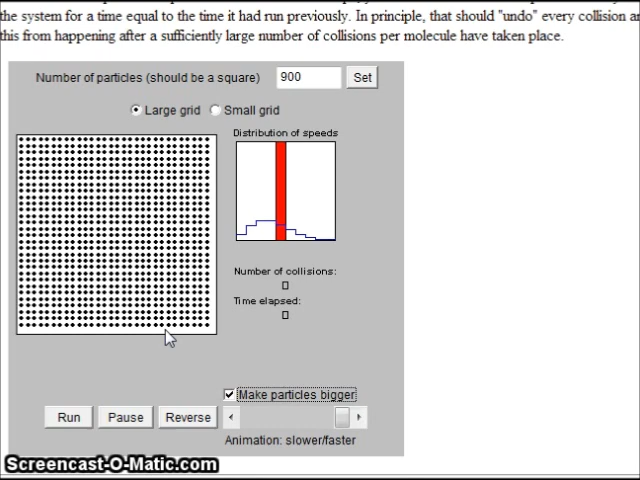 the system for a time equal to the time it had run previously. In principle, that should "undo" every collision
this from happening after a sufficiently large number of collisions per molecule have taken place.
Number of particles (should be a square) 900 Set
Large grid Small grid
Distribution of speeds
Number of collisions:
0
Time elapsed:
0
Make particles bigger
Run Pause Reverse
Animation: slower/faster
Screencast-O-Matic.com